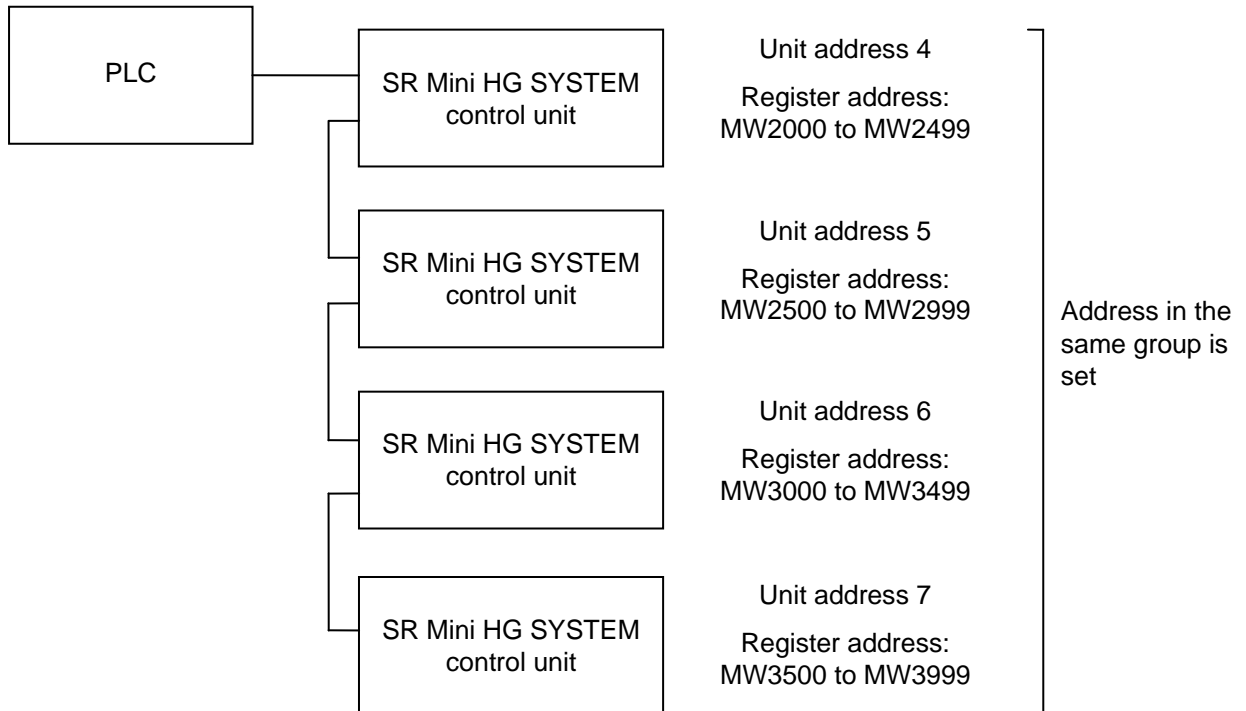 PLC
SR Mini HG SYSTEM
control unit
Unit address 4
Register address:
MW2000 to MW2499
SR Mini HG SYSTEM
control unit
Unit address 5
Register address:
MW2500 to MW2999
SR Mini HG SYSTEM
control unit
Unit address 6
Register address:
MW3000 to MW3499
SR Mini HG SYSTEM
control unit
Unit address 7
Register address:
MW3500 to MW3999
Address in the
same group is
set